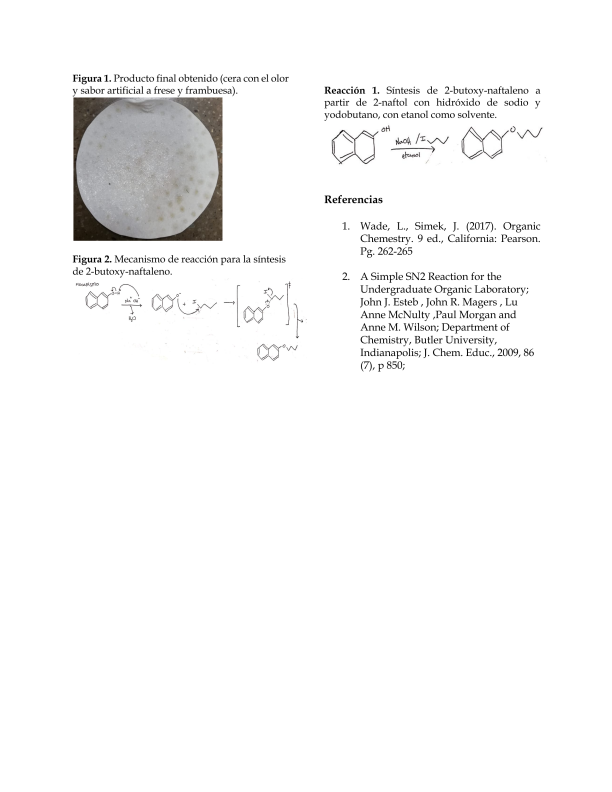 Figura 1. Producto final obtenido (cera con el olor
y sabor artificial a frese y frambuesa).
Figura 2. Mecanismo de reacción para la síntesis
de 2-butoxy-naftaleno.
OH
I
Reacción 1. Síntesis de 2-butoxy-naftaleno a
partir de 2-naftol con hidróxido de sodio y
yodobutano, con etanol como solvente.
OH
NaOH / I
etanol
O
Referencias
1. Wade, L., Simek, J. (2017). Organic
Chemestry. 9 ed., California: Pearson.
Pg. 262-265
2. A Simple SN2 Reaction for the
Undergraduate Organic Laboratory;
John J. Esteb , John R. Magers , Lu
Anne McNulty ,Paul Morgan and
Anne M. Wilson; Department of
Chemistry, Butler University,
Indianapolis; J. Chem. Educ., 2009, 86
(7), p 850;